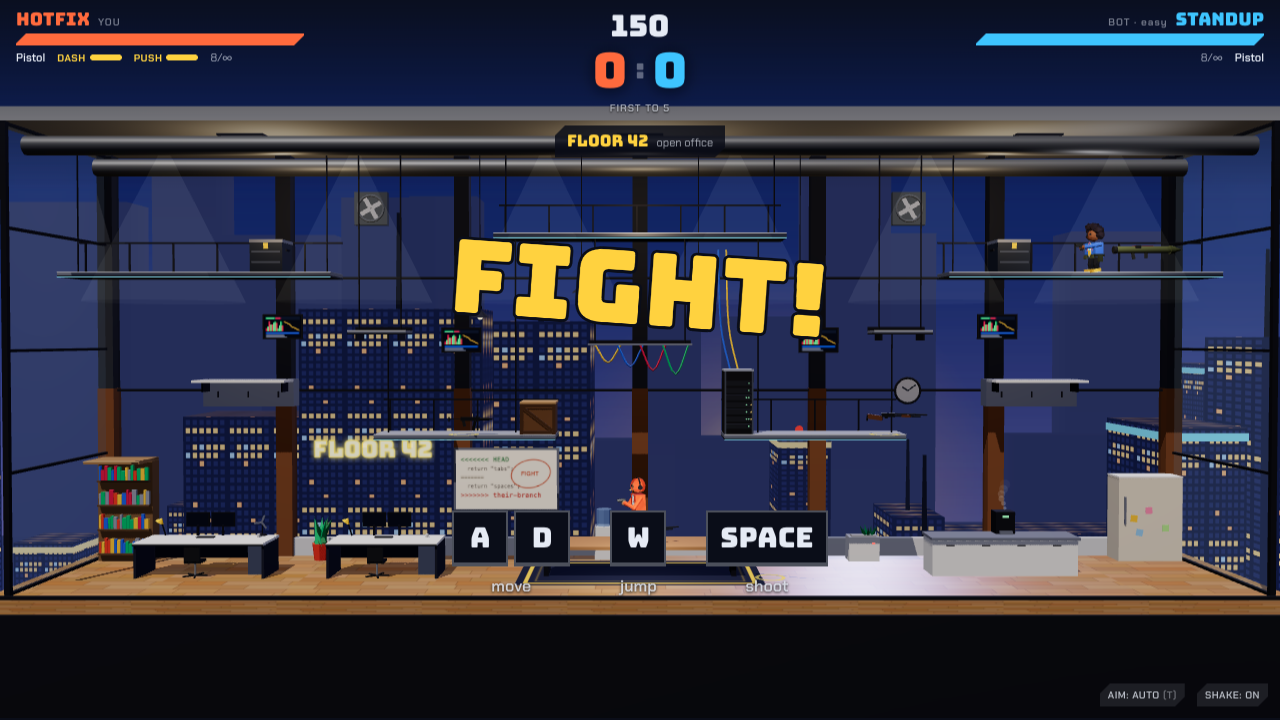 HOTFIX YOU
150
BOT · easy STANDUP
Pistol DASH PUSH 8/∞
0 : 0
8/∞ Pistol
FIRST TO 5
FLOOR 42 open office
FIGHT!
FLOOR 42
<<<<<<< HEAD
return "tabs"
=======
return "spaces"
>>>>>>> their-branch
FIGHT
A D W SPACE
move jump shoot
AIM: AUTO (T) SHAKE: ON